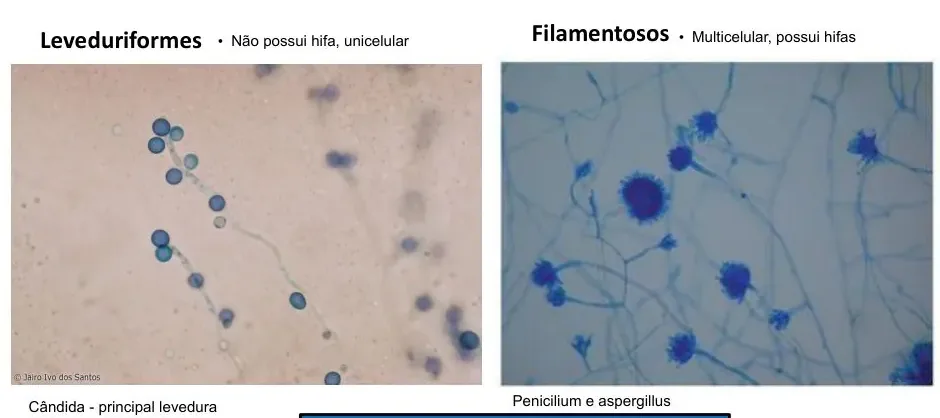 Leveduriformes • Não possui hifa, unicelular
Filamentosos • Multicelular, possui hifas
© Jairo Ivo dos Santos
Cândida - principal levedura
Penicilium e aspergillus